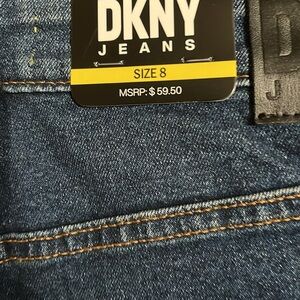 DKNY
JEANS
SIZE 8
MSRP: $59.50
D
J